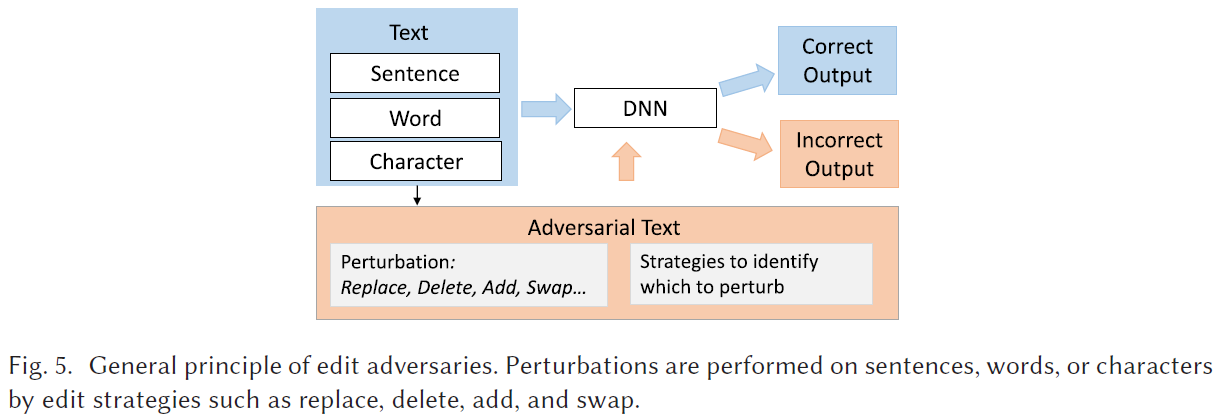 Text
Sentence
Word
Character
DNN
Correct
Output
Incorrect
Output
Adversarial Text
Perturbation:
Replace, Delete, Add, Swap...
Strategies to identify
which to perturb
Fig. 5. General principle of edit adversaries. Perturbations are performed on sentences, words, or characters
by edit strategies such as replace, delete, add, and swap.